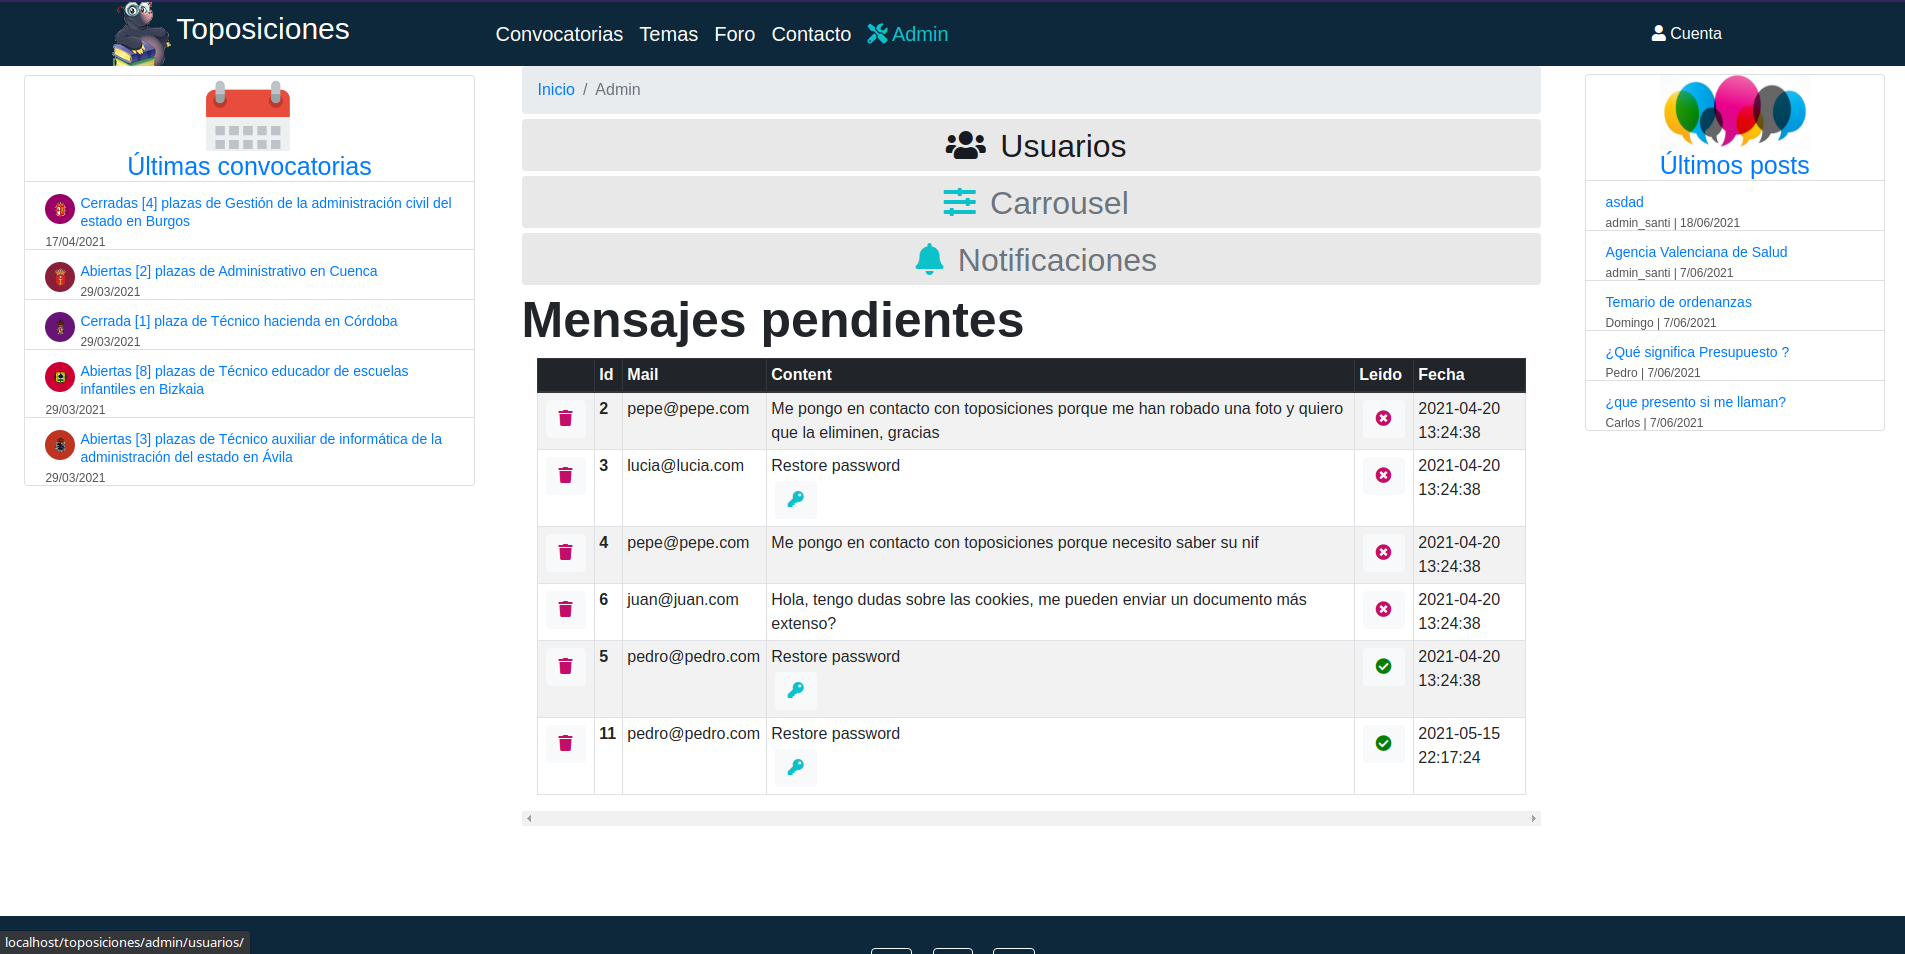 Toposiciones
Convocatorias Temas Foro Contacto Admin
Cuenta
Últimas convocatorias
Cerradas [4] plazas de Gestión de la administración civil del
estado en Burgos
17/04/2021
Abiertas [2] plazas de Administrativo en Cuenca
29/03/2021
Cerrada [1] plaza de Técnico hacienda en Córdoba
29/03/2021
Abiertas [8] plazas de Técnico educador de escuelas
infantiles en Bizkaia
29/03/2021
Abiertas [3] plazas de Técnico auxiliar de informática de la
administración del estado en Ávila
29/03/2021
Inicio / Admin
Usuarios
Carrousel
Notificaciones
Mensajes pendientes
Id Mail Content Leido Fecha
2 pepe@pepe.com Me pongo en contacto con toposiciones porque me han robado una foto y quiero 2021-04-20
que la eliminen, gracias 13:24:38
3 lucia@lucia.com Restore password 2021-04-20
13:24:38
4 pepe@pepe.com Me pongo en contacto con toposiciones porque necesito saber su nif 2021-04-20
13:24:38
6 juan@juan.com Hola, tengo dudas sobre las cookies, me pueden enviar un documento más 2021-04-20
extenso? 13:24:38
5 pedro@pedro.com Restore password 2021-04-20
13:24:38
11 pedro@pedro.com Restore password 2021-05-15
22:17:24
Últimos posts
asdad
admin_santi | 18/06/2021
Agencia Valenciana de Salud
admin_santi | 7/06/2021
Temario de ordenanzas
Domingo | 7/06/2021
¿Qué significa Presupuesto ?
Pedro | 7/06/2021
¿que presento si me llaman?
Carlos | 7/06/2021
localhost/toposiciones/admin/usuarios/